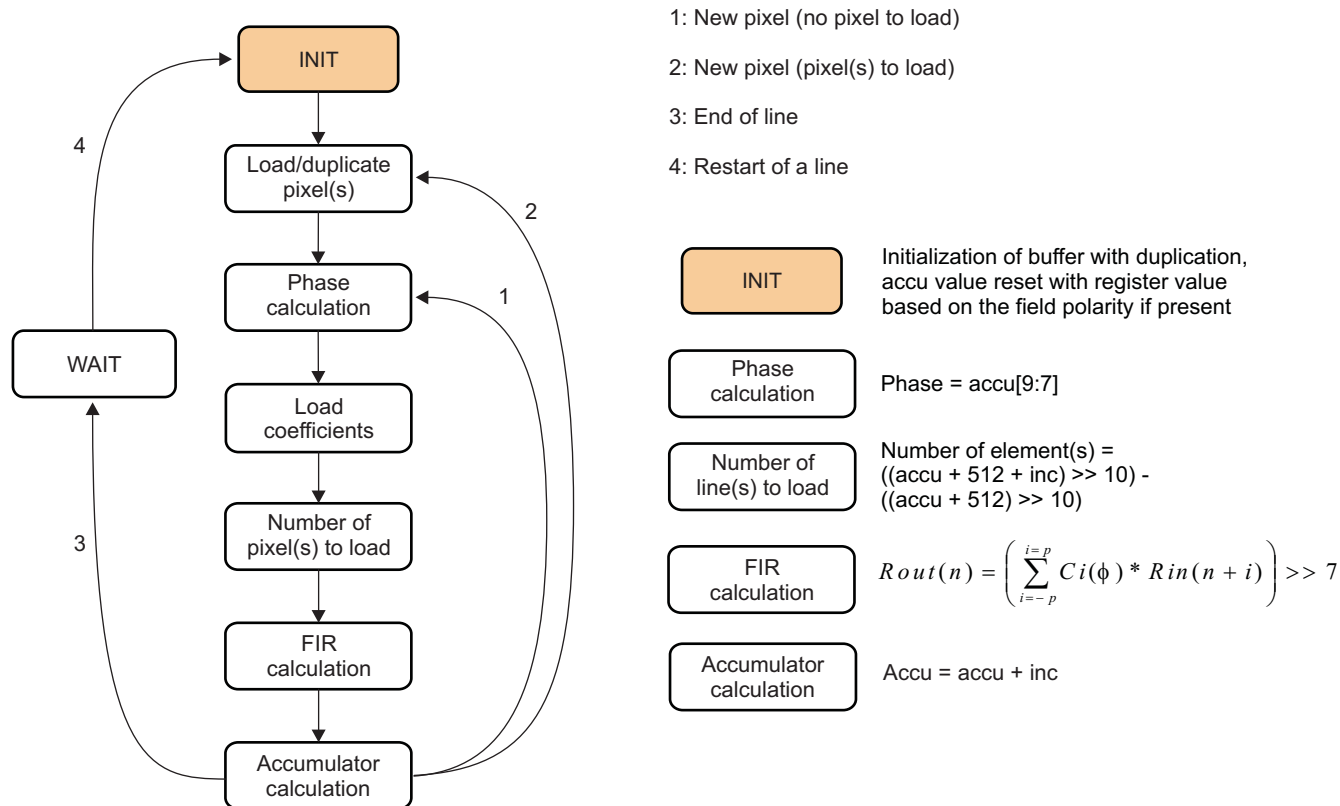 INIT
4
Load/duplicate
pixel(s)
2
Phase
calculation
1
WAIT
Load
coefficients
Number of
pixel(s) to load
3
FIR
calculation
Accumulator
calculation
1: New pixel (no pixel to load)
2: New pixel (pixel(s) to load)
3: End of line
4: Restart of a line
INIT
Initialization of buffer with duplication,
accu value reset with register value
based on the field polarity if present
Phase
calculation
Phase = accu[9:7]
Number of
line(s) to load
Number of element(s) =
((accu + 512 + inc) >> 10) -
((accu + 512) >> 10)
FIR
calculation
Rout(n) = ( ∑_{i=-p}^{i=p} Ci(ϕ) * Rin(n + i) ) >> 7
Accumulator
calculation
Accu = accu + inc